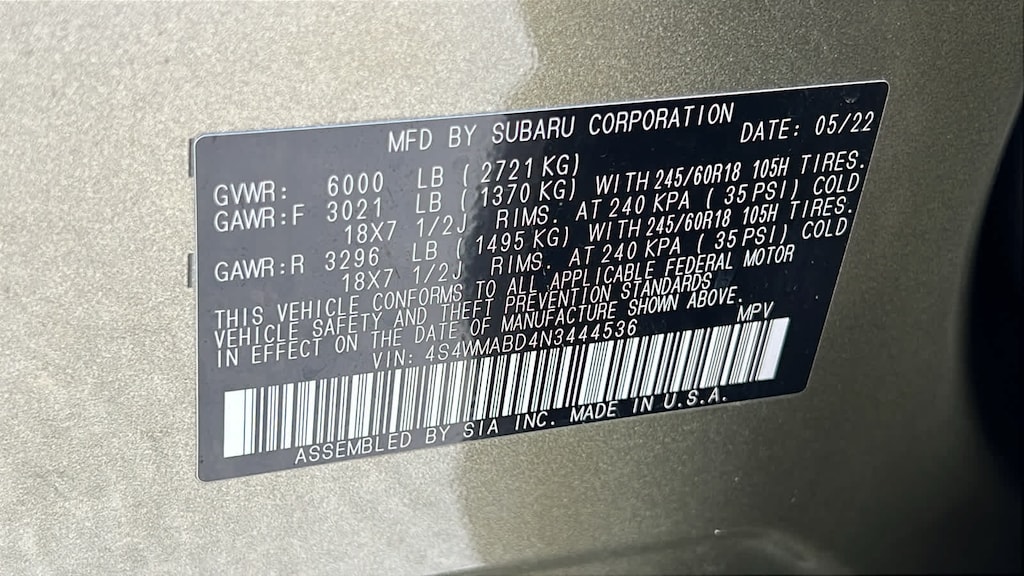 MFD BY SUBARU CORPORATION DATE: 05/22
GVWR: 6000 LB ( 2721 KG)
GAWR:F 3021 LB ( 1370 KG) WITH 245/60R18 105H TIRES.
18X7 1/2J RIMS. AT 240 KPA ( 35 PSI) COLD
GAWR:R 3296 LB ( 1495 KG) WITH 245/60R18 105H TIRES.
18X7 1/2J RIMS. AT 240 KPA ( 35 PSI) COLD
THIS VEHICLE CONFORMS TO ALL APPLICABLE FEDERAL MOTOR
VEHICLE SAFETY AND THEFT PREVENTION STANDARDS
IN EFFECT ON THE DATE OF MANUFACTURE SHOWN ABOVE.
VIN: 4S4WMABD4N3444536 MPV
ASSEMBLED BY SIA INC. MADE IN U.S.A.